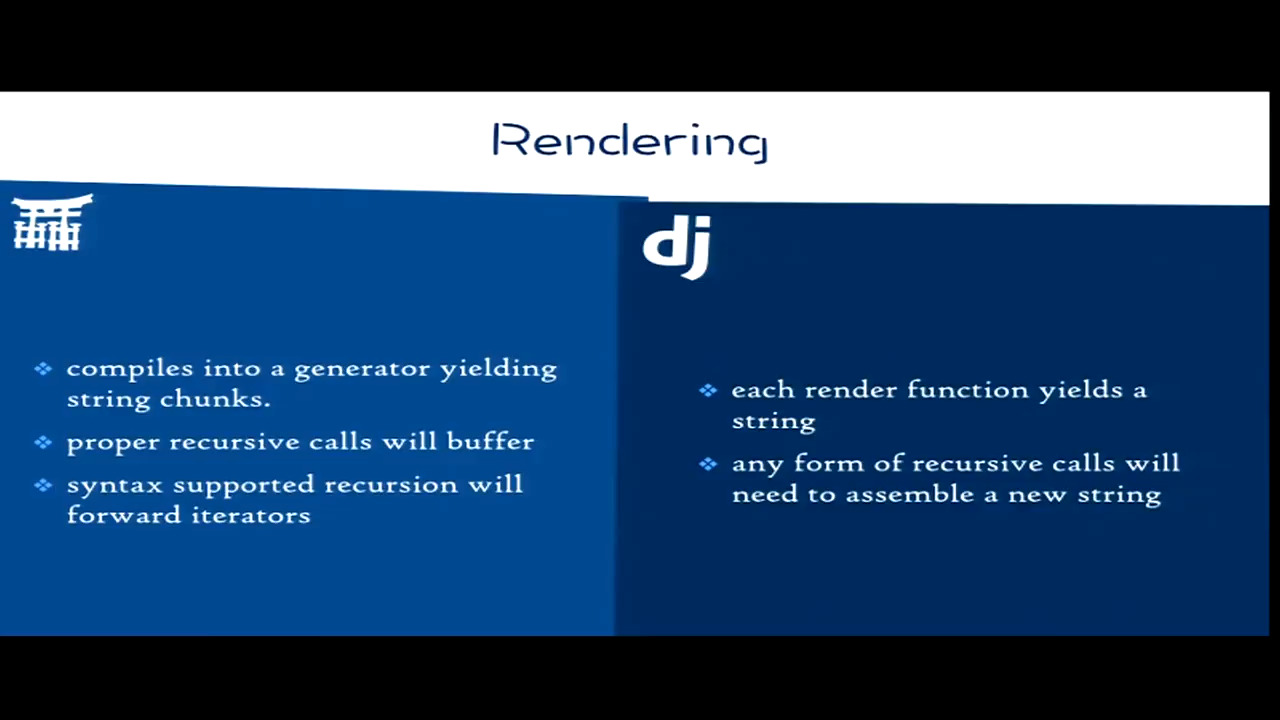 Rendering
dj
compiles into a generator yielding
string chunks.
proper recursive calls will buffer
syntax supported recursion will
forward iterators
each render function yields a
string
any form of recursive calls will
need to assemble a new string